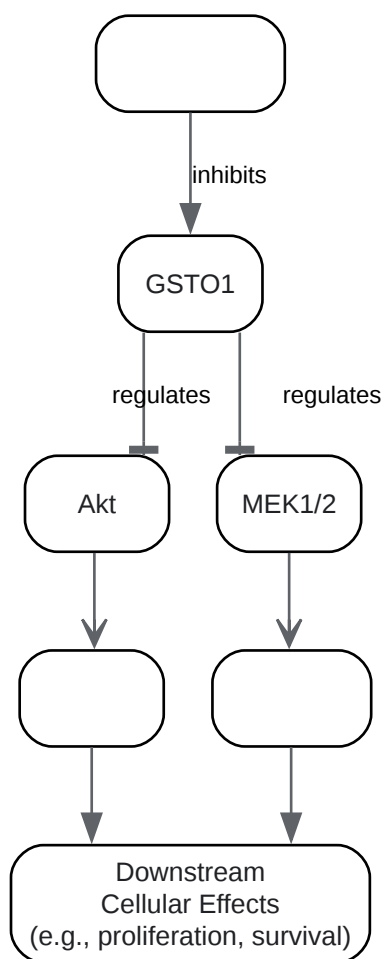 inhibits
GSTO1
regulates
regulates
Akt
MEK1/2
Downstream
Cellular Effects
(e.g., proliferation, survival)